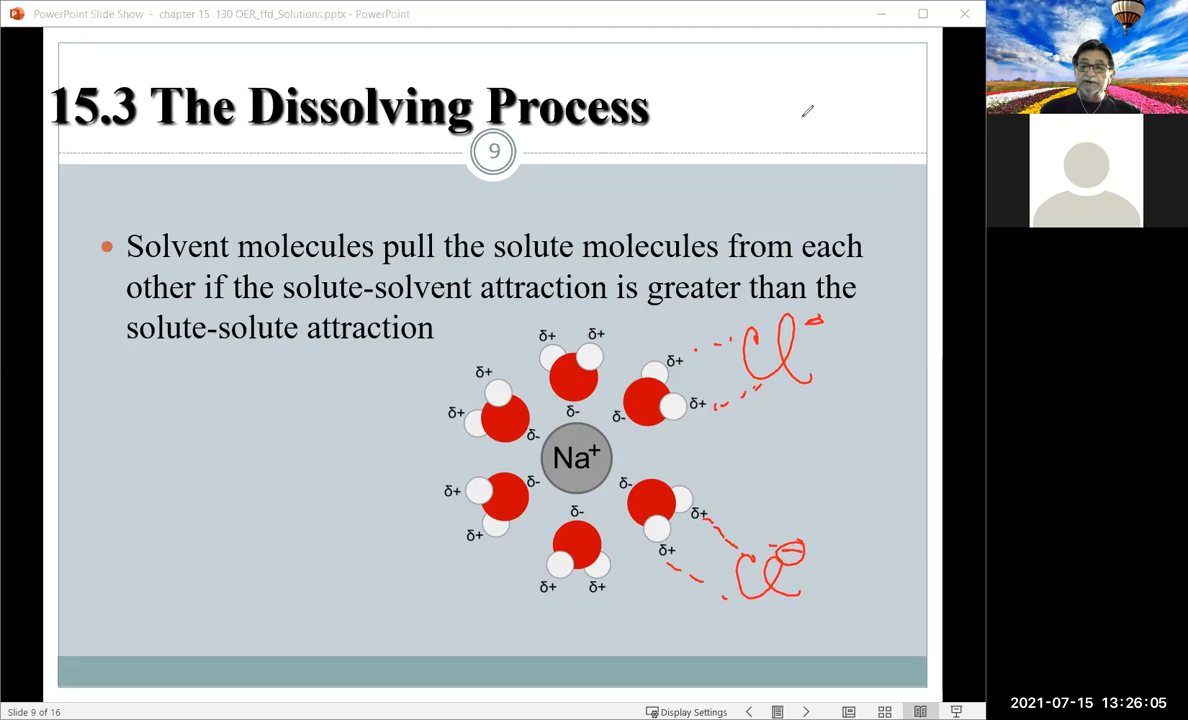 PowerPoint Slide Show - chapter 15 130 OER_ffd_Solutions.pptx - PowerPoint
15.3 The Dissolving Process
9
Solvent molecules pull the solute molecules from each
other if the solute-solvent attraction is greater than the
solute-solute attraction
δ+ δ+
δ+ δ+ Cl-
δ+ δ- δ- δ+
δ-
Na+
δ+ δ- δ- δ+
δ-
δ+ δ+ Cl-
δ+ δ+
Slide 9 of 16
Display Settings
2021-07-15 13:26:05